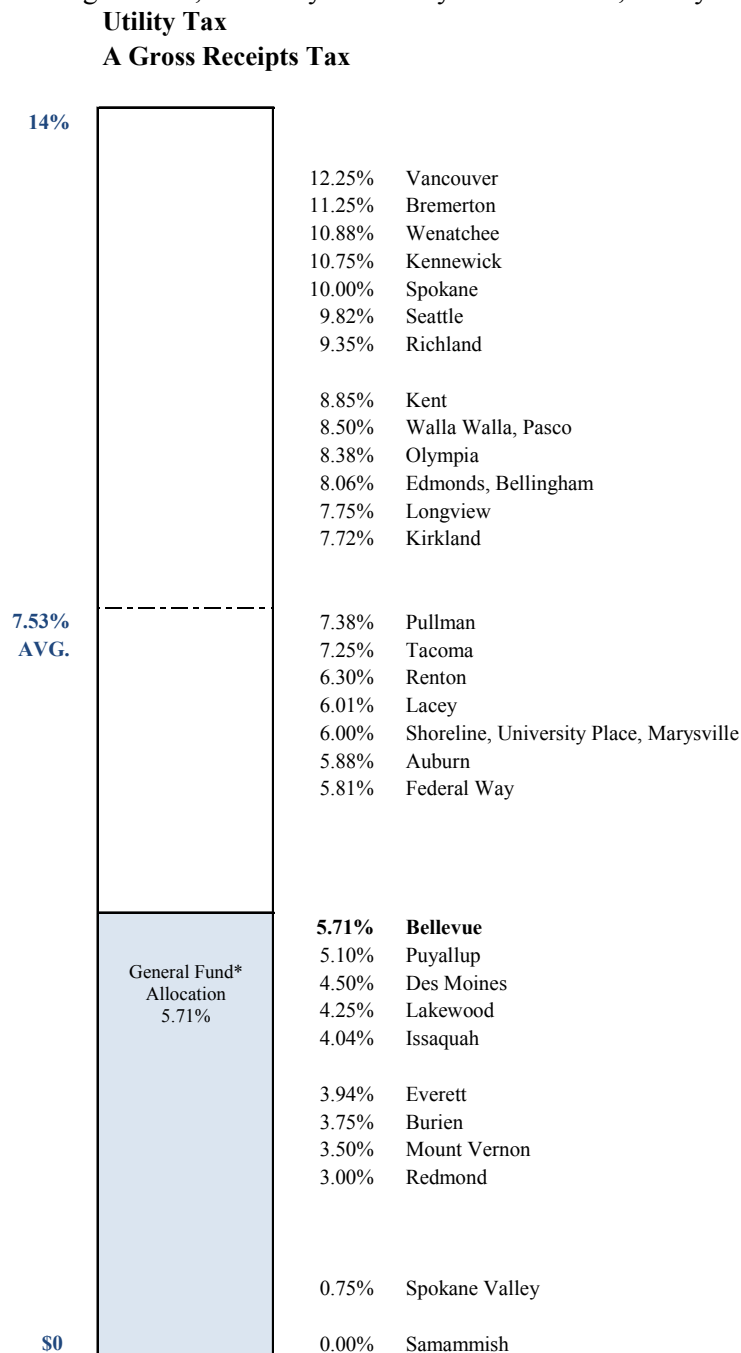 Utility Tax
A Gross Receipts Tax
14%
12.25% Vancouver
11.25% Bremerton
10.88% Wenatchee
10.75% Kennewick
10.00% Spokane
9.82% Seattle
9.35% Richland
8.85% Kent
8.50% Walla Walla, Pasco
8.38% Olympia
8.06% Edmonds, Bellingham
7.75% Longview
7.72% Kirkland
7.53%
AVG.
7.38% Pullman
7.25% Tacoma
6.30% Renton
6.01% Lacey
6.00% Shoreline, University Place, Marysville
5.88% Auburn
5.81% Federal Way
5.71% Bellevue
5.10% Puyallup
4.50% Des Moines
4.25% Lakewood
4.04% Issaquah
General Fund*
Allocation
5.71%
3.94% Everett
3.75% Burien
3.50% Mount Vernon
3.00% Redmond
0.75% Spokane Valley
$0
0.00% Samammish